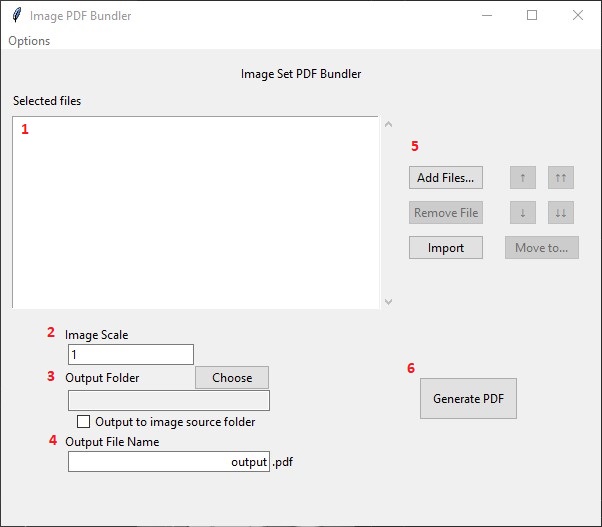 Image PDF Bundler
Options
Image Set PDF Bundler
Selected files
1
5
Add Files...
↑
↑↑
Remove File
↓
↓↓
Import
Move to...
2 Image Scale
1
3 Output Folder
Choose
6
Generate PDF
Output to image source folder
4 Output File Name
output .pdf